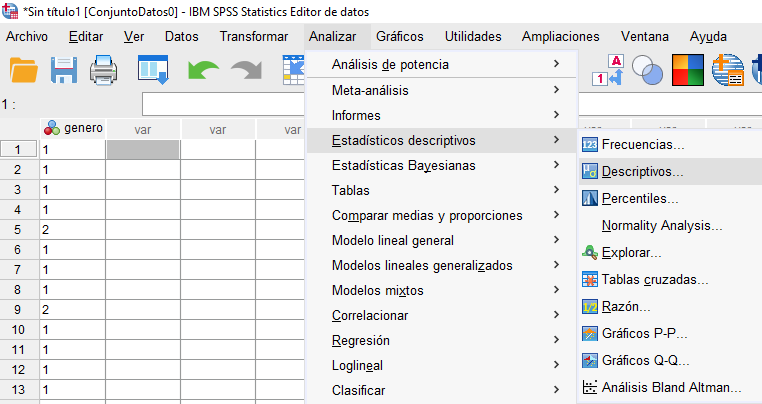 *Sin título1 [ConjuntoDatos0] - IBM SPSS Statistics Editor de datos
Archivo Editar Ver Datos Transformar Analizar Gráficos Utilidades Ampliaciones Ventana Ayuda
Análisis de potencia
Meta-análisis
Informes
Estadísticos descriptivos
Estadísticas Bayesianas
Tablas
Comparar medias y proporciones
Modelo lineal general
Modelos lineales generalizados
Modelos mixtos
Correlacionar
Regresión
Loglineal
Clasificar
Frecuencias...
Descriptivos...
Percentiles...
Normality Analysis...
Explorar...
Tablas cruzadas...
Razón...
Gráficos P-P...
Gráficos Q-Q...
Análisis Bland Altman...
1 :
genero var var var
1 1
2 1
3 1
4 1
5 2
6 1
7 1
8 1
9 2
10 1
11 1
12 1
13 1